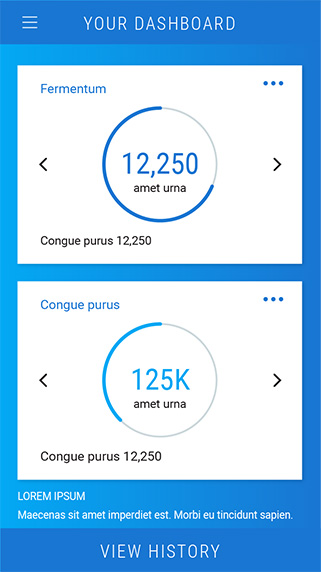 YOUR DASHBOARD
Fermentum
12,250
amet urna
Congue purus 12,250
Congue purus
125K
amet urna
Congue purus 12,250
LOREM IPSUM
Maecenas sit amet imperdiet est. Morbi eu tincidunt sapien.
VIEW HISTORY